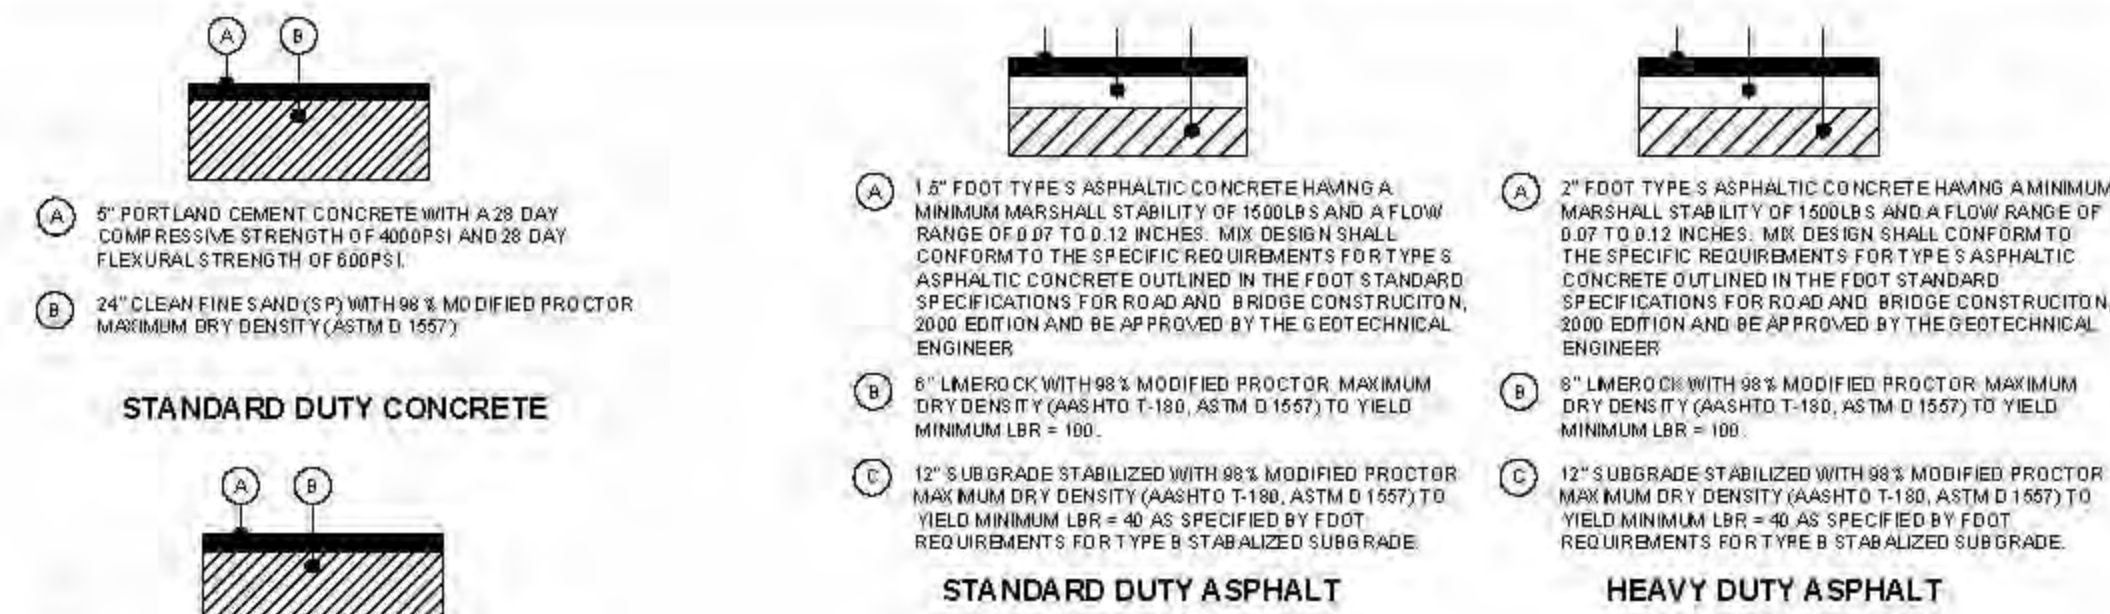 A B
A 5" PORTLAND CEMENT CONCRETE WITH A 28 DAY
COMPRESSIVE STRENGTH OF 4000PSI AND 28 DAY
FLEXURAL STRENGTH OF 600PSI.
B 24" CLEAN FINE SAND (SP) WITH 98 % MODIFIED PROCTOR
MAXIMUM DRY DENSITY (ASTM D 1557)
STANDARD DUTY CONCRETE
A B
A 1.5" FDOT TYPE S ASPHALTIC CONCRETE HAVING A
MINIMUM MARSHALL STABILITY OF 1500LBS AND A FLOW
RANGE OF 0.07 TO 0.12 INCHES. MIX DESIGN SHALL
CONFORM TO THE SPECIFIC REQUIREMENTS FOR TYPE S
ASPHALTIC CONCRETE OUTLINED IN THE FDOT STANDARD
SPECIFICATIONS FOR ROAD AND BRIDGE CONSTRUCITON,
2000 EDITION AND BE APPROVED BY THE GEOTECHNICAL
ENGINEER
B 6" LIMEROCK WITH 98% MODIFIED PROCTOR MAXIMUM
DRY DENSITY (AASHTO T-180, ASTM D 1557) TO YIELD
MINIMUM LBR = 100.
C 12" SUBGRADE STABILIZED WITH 98% MODIFIED PROCTOR
MAXIMUM DRY DENSITY (AASHTO T-180, ASTM D 1557) TO
YIELD MINIMUM LBR = 40 AS SPECIFIED BY FDOT
REQUIREMENTS FOR TYPE B STABALIZED SUBGRADE.
STANDARD DUTY ASPHALT
A 2" FDOT TYPE S ASPHALTIC CONCRETE HAVING A MINIMUM
MARSHALL STABILITY OF 1500LBS AND A FLOW RANGE OF
0.07 TO 0.12 INCHES. MIX DESIGN SHALL CONFORM TO
THE SPECIFIC REQUIREMENTS FOR TYPE S ASPHALTIC
CONCRETE OUTLINED IN THE FDOT STANDARD
SPECIFICATIONS FOR ROAD AND BRIDGE CONSTRUCITON,
2000 EDITION AND BE APPROVED BY THE GEOTECHNICAL
ENGINEER
B 8" LIMEROCK WITH 98% MODIFIED PROCTOR MAXIMUM
DRY DENSITY (AASHTO T-180, ASTM D 1557) TO YIELD
MINIMUM LBR = 100.
C 12" SUBGRADE STABILIZED WITH 98% MODIFIED PROCTOR
MAXIMUM DRY DENSITY (AASHTO T-180, ASTM D 1557) TO
YIELD MINIMUM LBR = 40 AS SPECIFIED BY FDOT
REQUIREMENTS FOR TYPE B STABALIZED SUBGRADE.
HEAVY DUTY ASPHALT